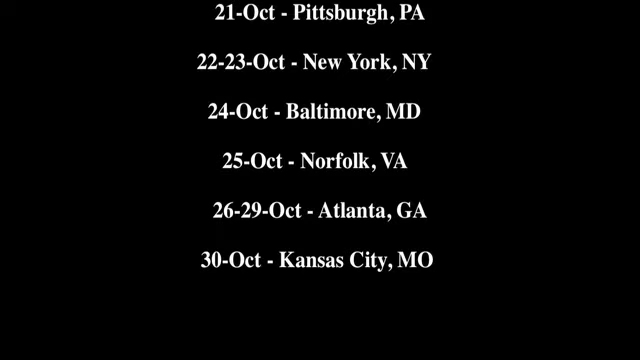 21-Oct - Pittsburgh, PA
22-23-Oct - New York, NY
24-Oct - Baltimore, MD
25-Oct - Norfolk, VA
26-29-Oct - Atlanta, GA
30-Oct - Kansas City, MO